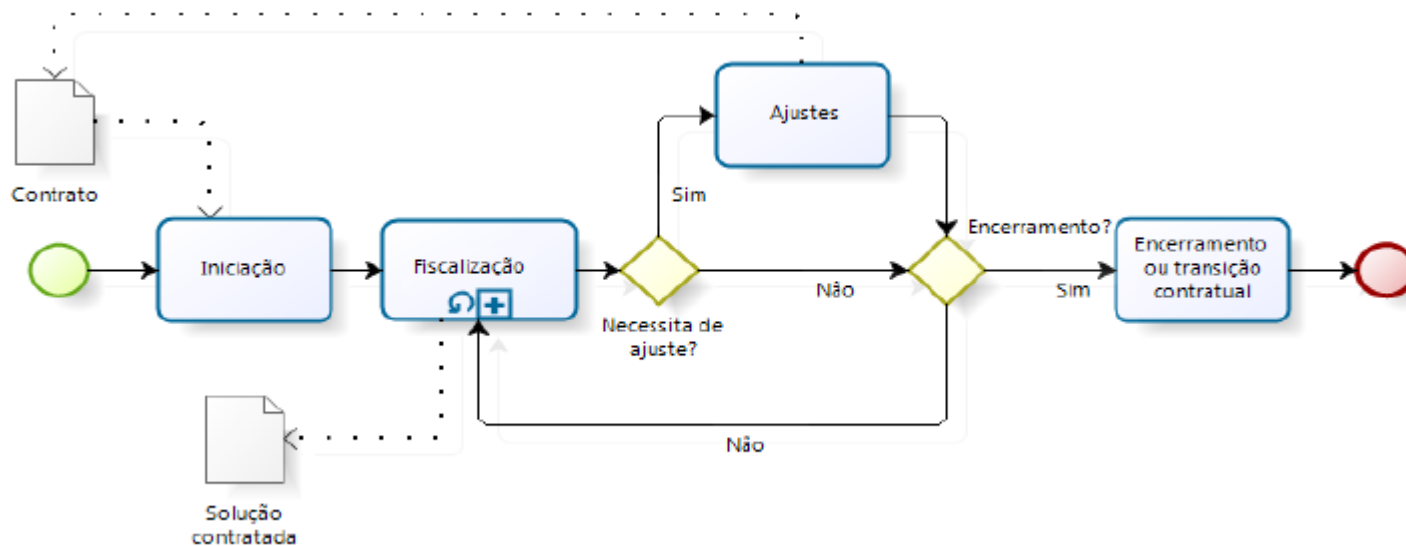 Ajustes
Contrato
Sim
Iniciação
Fiscalização
Necessita de
ajuste?
Não
Encerramento?
Sim
Encerramento
ou transição
contratual
Não
Solução
contratada